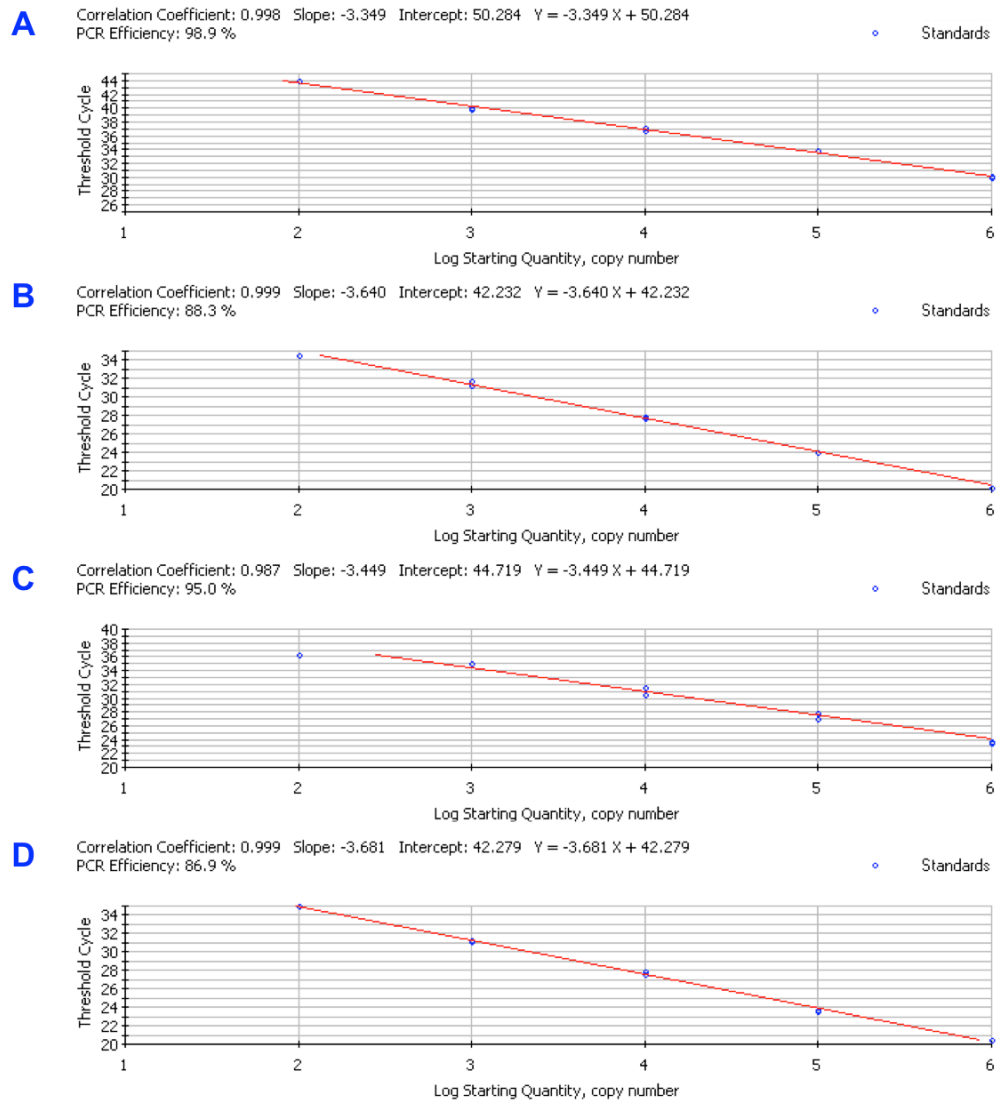 A
Correlation Coefficient: 0.998 Slope: -3.349 Intercept: 50.284 Y = -3.349 X + 50.284
PCR Efficiency: 98.9 %
Standards
Threshold Cycle
44
42
40
38
36
34
32
30
28
26
1 2 3 4 5 6
Log Starting Quantity, copy number
B
Correlation Coefficient: 0.999 Slope: -3.640 Intercept: 42.232 Y = -3.640 X + 42.232
PCR Efficiency: 88.3 %
Standards
Threshold Cycle
34
32
30
28
26
24
22
20
1 2 3 4 5 6
Log Starting Quantity, copy number
C
Correlation Coefficient: 0.987 Slope: -3.449 Intercept: 44.719 Y = -3.449 X + 44.719
PCR Efficiency: 95.0 %
Standards
Threshold Cycle
40
38
36
34
32
30
28
26
24
22
20
1 2 3 4 5 6
Log Starting Quantity, copy number
D
Correlation Coefficient: 0.999 Slope: -3.681 Intercept: 42.279 Y = -3.681 X + 42.279
PCR Efficiency: 86.9 %
Standards
Threshold Cycle
34
32
30
28
26
24
22
20
1 2 3 4 5 6
Log Starting Quantity, copy number